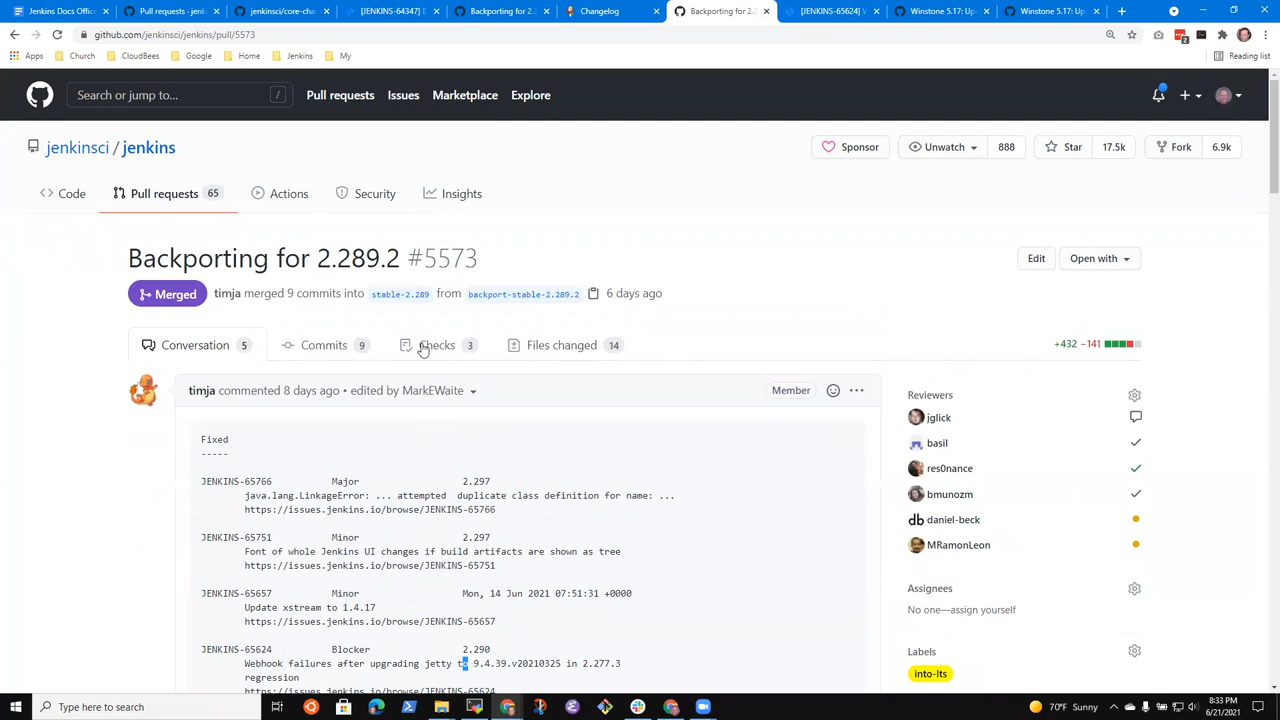 Jenkins Docs Office
Pull requests · jenk
jenkinsci/core-cha
[JENKINS-64347] E
Backporting for 2.2
Changelog
Backporting for 2.2
[JENKINS-65624] V
Winstone 5.17: Up
Winstone 5.17: Up
github.com/jenkinsci/jenkins/pull/5573
Apps
Church
CloudBees
Google
Home
Jenkins
My
Reading list
Search or jump to...
/
Pull requests
Issues
Marketplace
Explore
jenkinsci / jenkins
Sponsor
Unwatch
888
Star
17.5k
Fork
6.9k
Code
Pull requests 65
Actions
Security
Insights
Backporting for 2.289.2 #5573
Edit
Open with
Merged
timja merged 9 commits into stable-2.289 from backport-stable-2.289.2 6 days ago
Conversation 5
Commits 9
Checks 3
Files changed 14
+432 −141
timja commented 8 days ago • edited by MarkEWaite
Member
Fixed
-----
JENKINS-65766 Major 2.297
java.lang.LinkageError: ... attempted duplicate class definition for name: ...
https://issues.jenkins.io/browse/JENKINS-65766
JENKINS-65751 Minor 2.297
Font of whole Jenkins UI changes if build artifacts are shown as tree
https://issues.jenkins.io/browse/JENKINS-65751
JENKINS-65657 Minor Mon, 14 Jun 2021 07:51:31 +0000
Update xstream to 1.4.17
https://issues.jenkins.io/browse/JENKINS-65657
JENKINS-65624 Blocker 2.290
Webhook failures after upgrading jetty to 9.4.39.v20210325 in 2.277.3
regression
https://issues.jenkins.io/browse/JENKINS-65624
Reviewers
jglick
basil
res0nance
bmunozm
db daniel-beck
MRamonLeon
Assignees
No one—assign yourself
Labels
into-lts
Type here to search
70°F Sunny
8:33 PM
6/21/2021